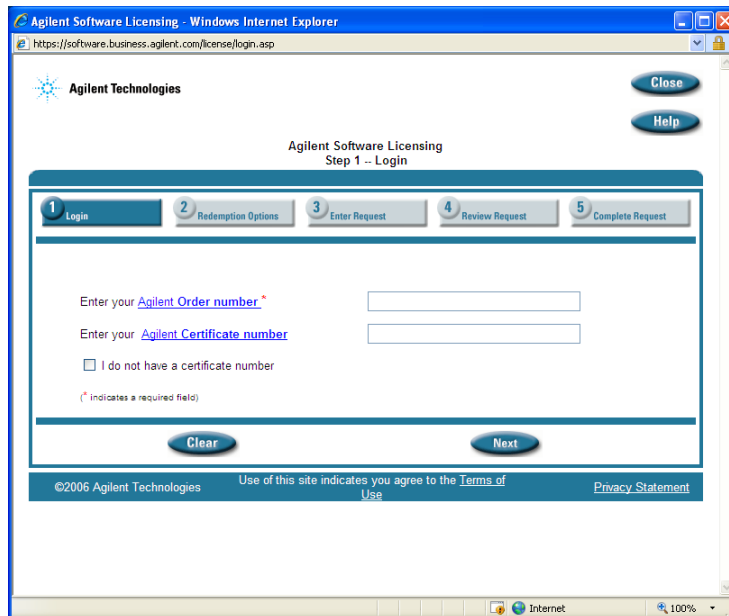 Agilent Software Licensing - Windows Internet Explorer
https://software.business.agilent.com/license/login.asp
Agilent Technologies
Close
Help
Agilent Software Licensing
Step 1 -- Login
1 Login
2 Redemption Options
3 Enter Request
4 Review Request
5 Complete Request
Enter your Agilent Order number *
Enter your Agilent Certificate number
I do not have a certificate number
(* indicates a required field)
Clear
Next
©2006 Agilent Technologies
Use of this site indicates you agree to the Terms of
Use
Privacy Statement
Internet
100%